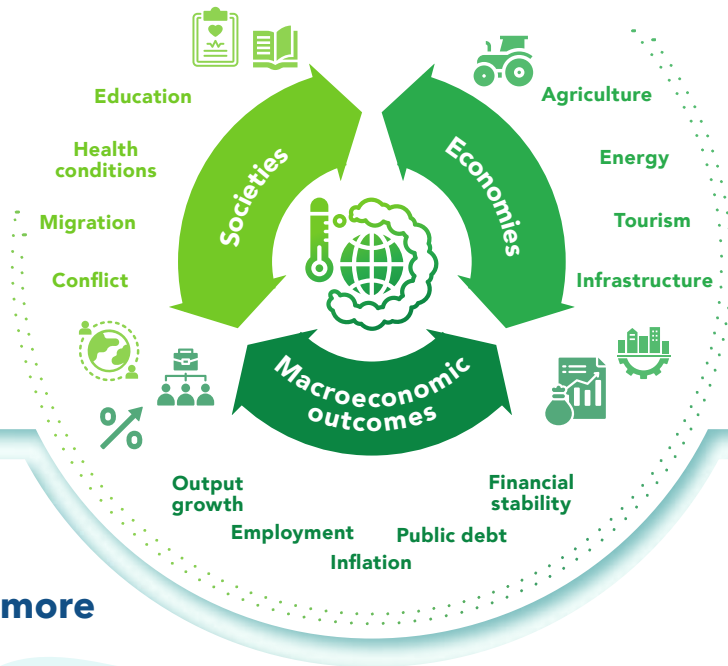 Education
Health
conditions
Migration
Conflict
Societies
Economies
Agriculture
Energy
Tourism
Infrastructure
Macroeconomic
outcomes
Output
growth
Employment
Inflation
Public debt
Financial
stability
more